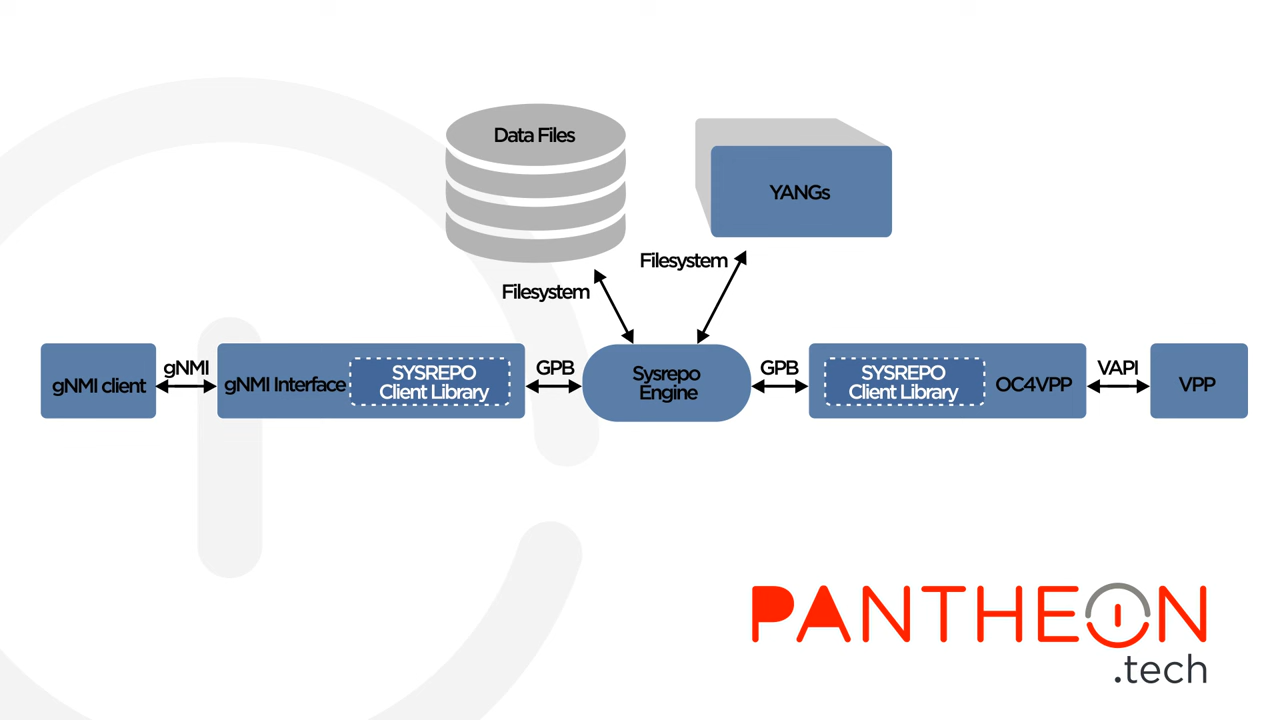 Data Files
YANGs
Filesystem
Filesystem
gNMI client
gNMI
gNMI Interface
SYSREPO
Client Library
GPB
Sysrepo
Engine
GPB
SYSREPO
Client Library
OC4VPP
VAPI
VPP
PANTHEON
.tech